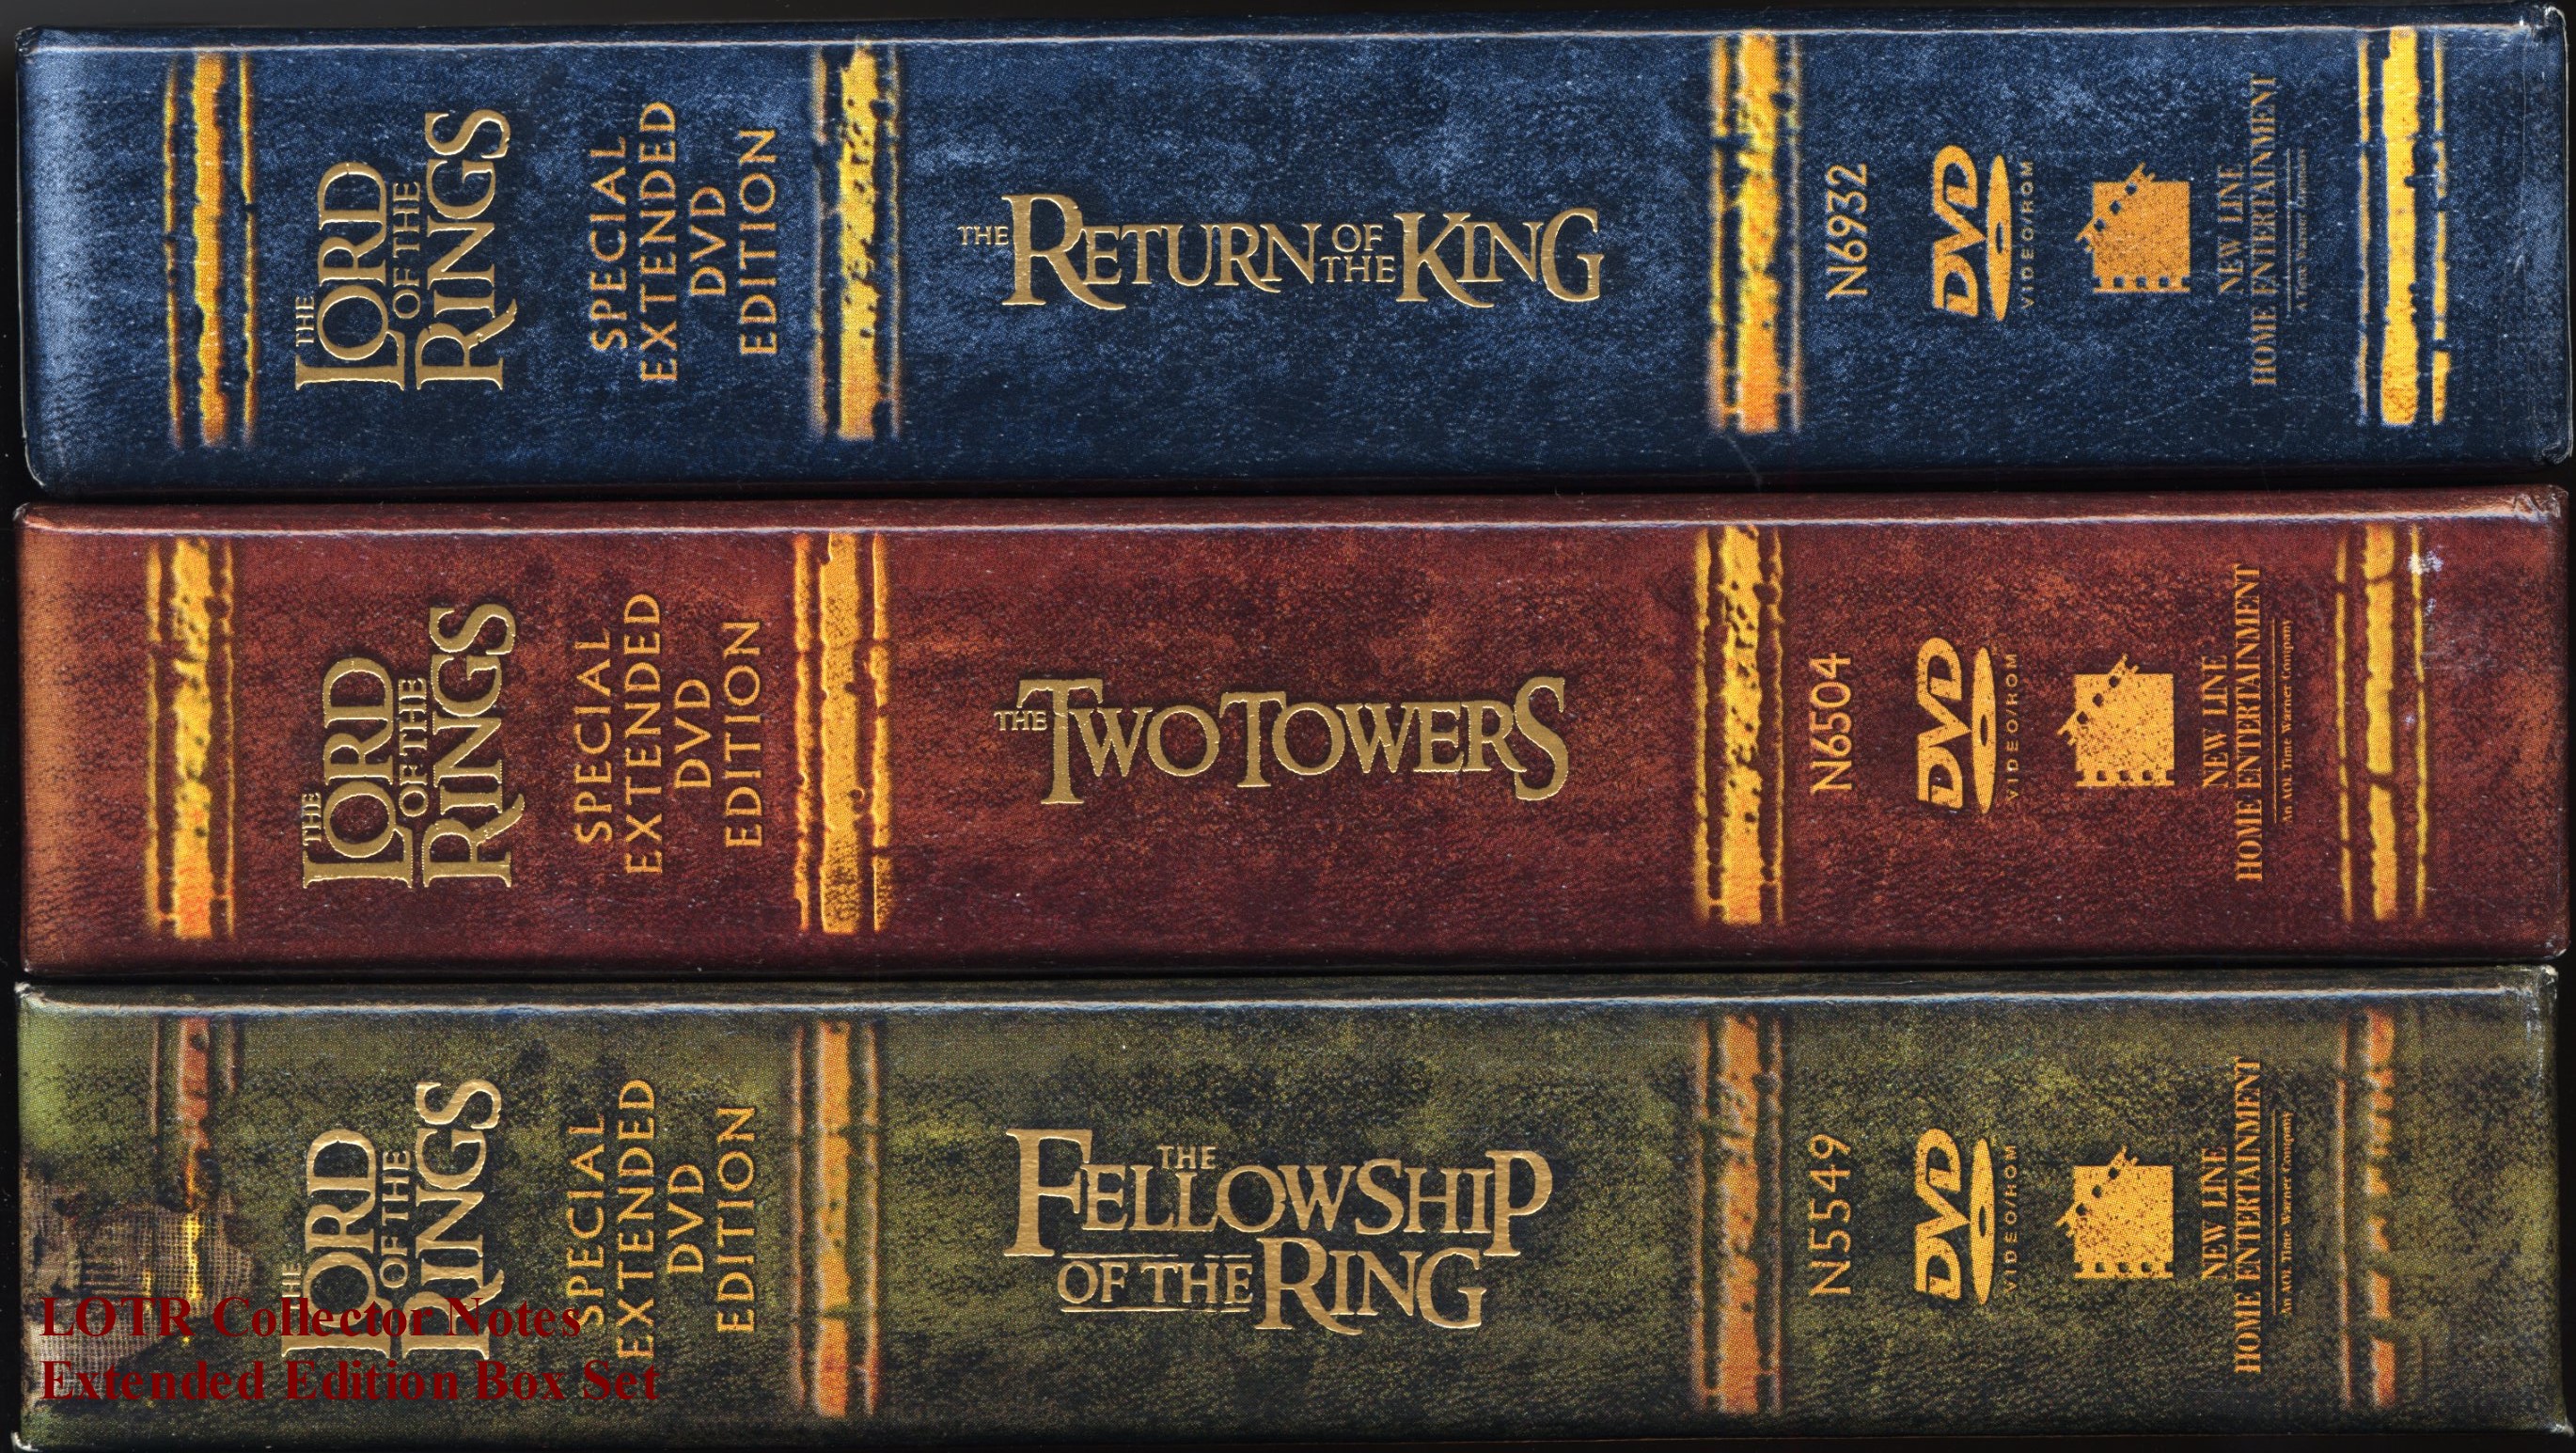 THE
LORD
OF THE
RINGS
SPECIAL
EXTENDED
DVD
EDITION
THE RETURN OF THE KING
N6932
DVD
VIDEO/ROM
NEW LINE
HOME ENTERTAINMENT
A Time Warner Company
THE
LORD
OF THE
RINGS
SPECIAL
EXTENDED
DVD
EDITION
THE TWO TOWERS
N6504
DVD
VIDEO/ROM
NEW LINE
HOME ENTERTAINMENT
An AOL Time Warner Company
THE
LORD
OF THE
RINGS
SPECIAL
EXTENDED
DVD
EDITION
THE
FELLOWSHIP
OF THE RING
N5549
DVD
VIDEO/ROM
NEW LINE
HOME ENTERTAINMENT
An AOL Time Warner Company
LOTR Collector Notes
Extended Edition Box Set